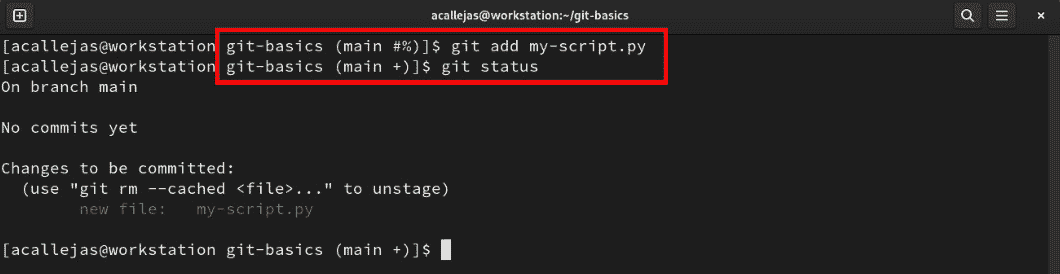 acallejas@workstation:~/git-basics
[acallejas@workstation git-basics (main #%)]$ git add my-script.py
[acallejas@workstation git-basics (main +)]$ git status
On branch main
No commits yet
Changes to be committed:
  (use "git rm --cached <file>..." to unstage)
        new file:   my-script.py
[acallejas@workstation git-basics (main +)]$